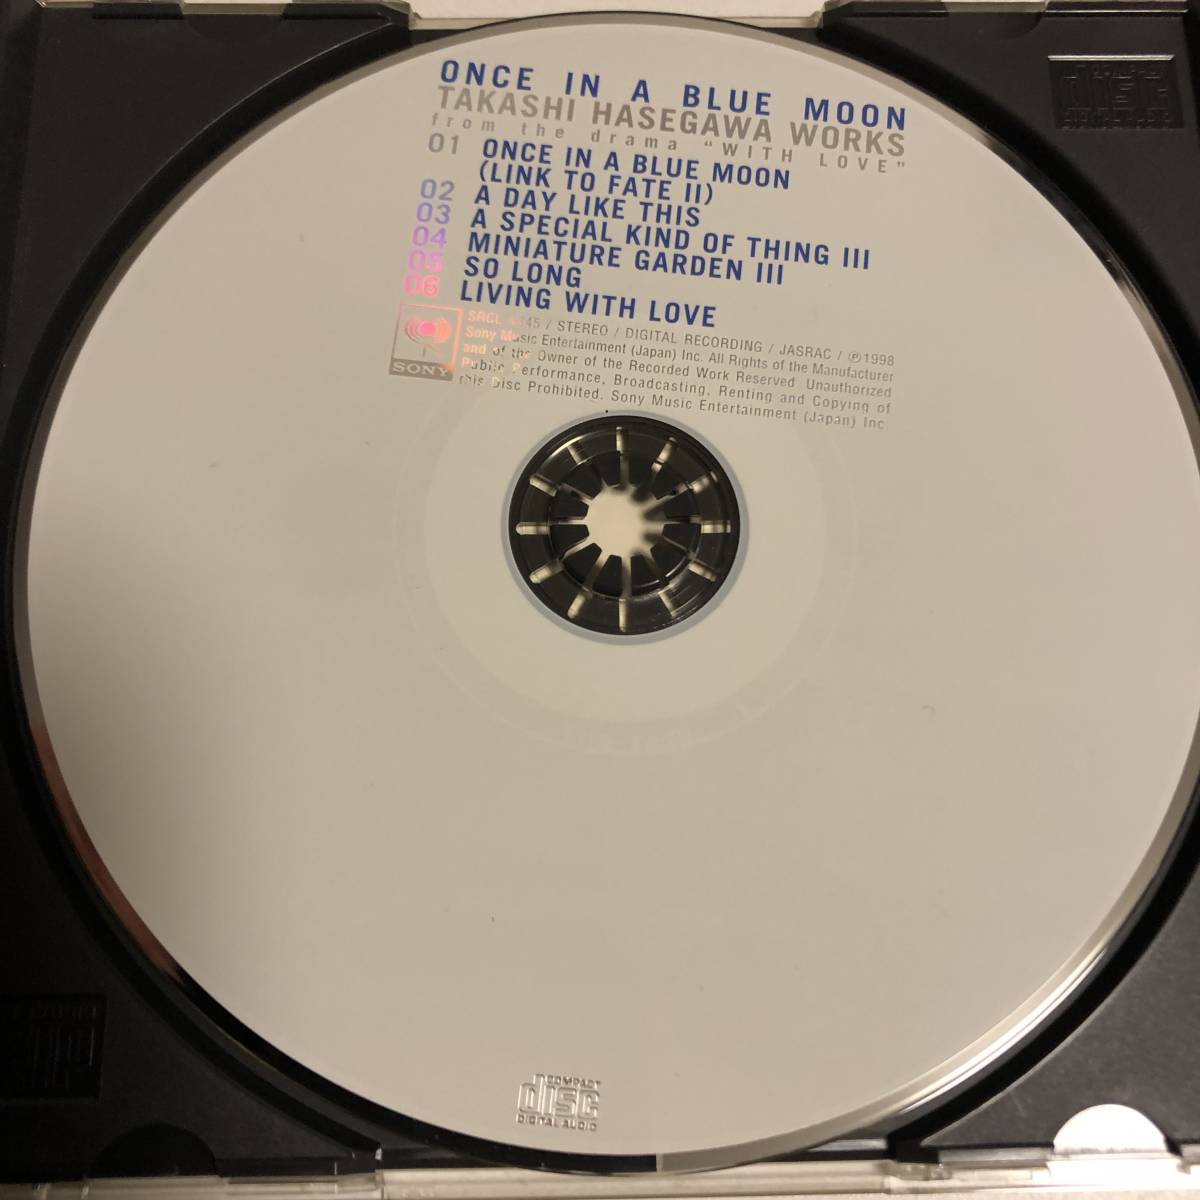 ONCE IN A BLUE MOON
TAKASHI HASEGAWA WORKS
from the drama "WITH LOVE"
01 ONCE IN A BLUE MOON
(LINK TO FATE II)
02 A DAY LIKE THIS
03 A SPECIAL KIND OF THING III
04 MINIATURE GARDEN III
05 SO LONG
06 LIVING WITH LOVE
SONY
SRCL 45 / STEREO / DIGITAL RECORDING / JASRAC / ℗1998
Sony Music Entertainment (Japan) Inc. All Rights of the Manufacturer
and of the Owner of the Recorded Work Reserved Unauthorized
Public Performance, Broadcasting, Renting and Copying of
this Disc Prohibited. Sony Music Entertainment (Japan) Inc.
COMPACT
disc
DIGITAL AUDIO